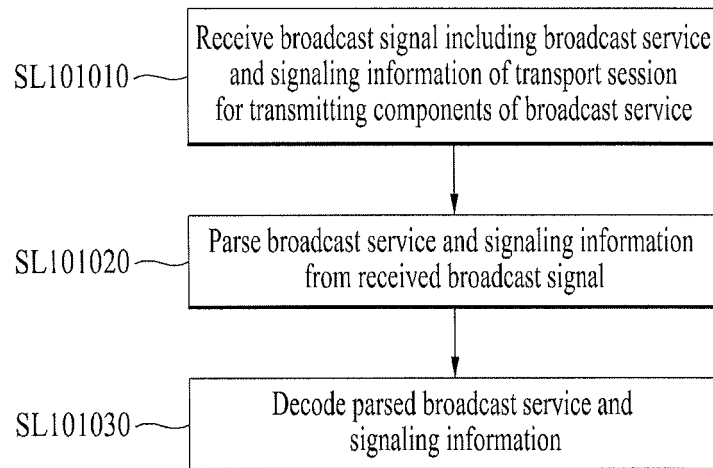 Receive broadcast signal including broadcast service
SL101010
and signaling information of transport session
for transmitting components of broadcast service
Parse broadcast service and signaling information
SL101020
from received broadcast signal
Decode parsed broadcast service and
SL101030
signaling information